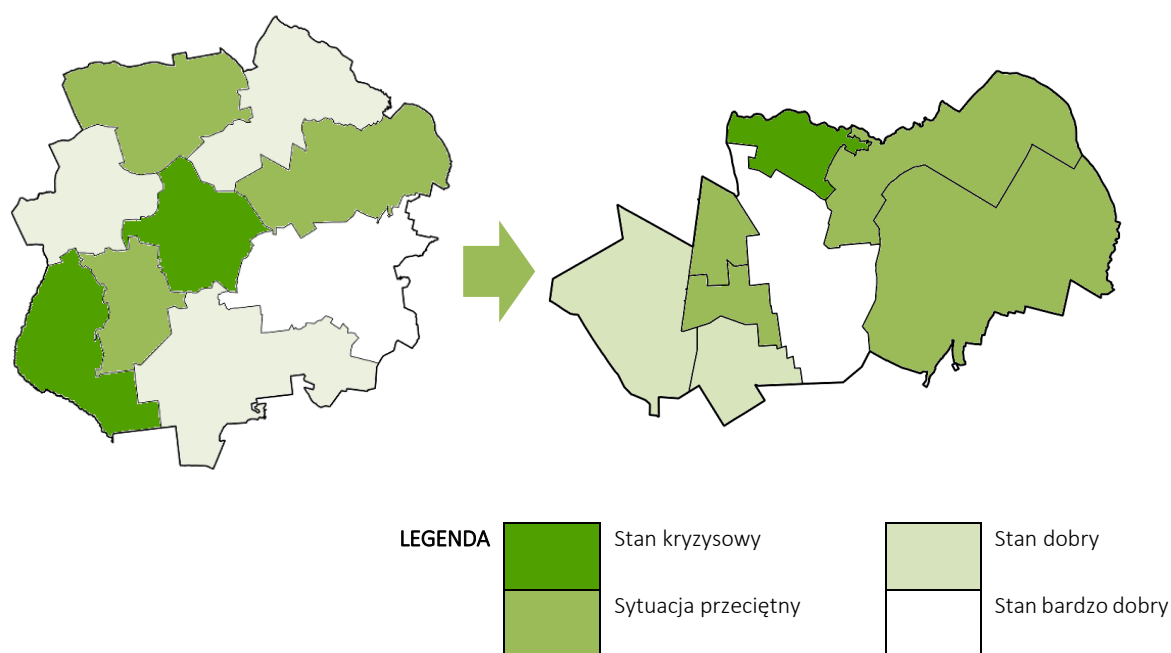 LEGENDA
Stan kryzysowy
Stan dobry
Sytuacja przeciętny
Stan bardzo dobry